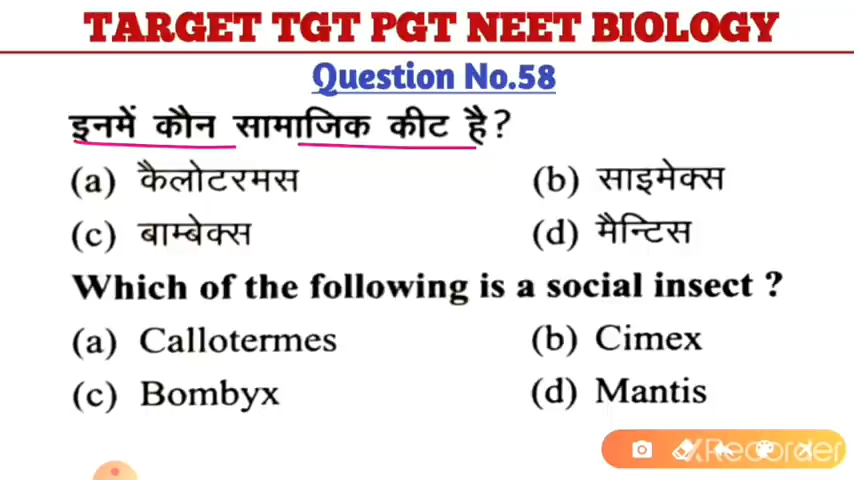 TARGET TGT PGT NEET BIOLOGY
Question No.58
इनमें कौन सामाजिक कीट है?
(a) कैलोटरमस (b) साइमेक्स
(c) बाम्बेक्स (d) मैन्टिस
Which of the following is a social insect ?
(a) Callotermes (b) Cimex
(c) Bombyx (d) Mantis
XRecorder